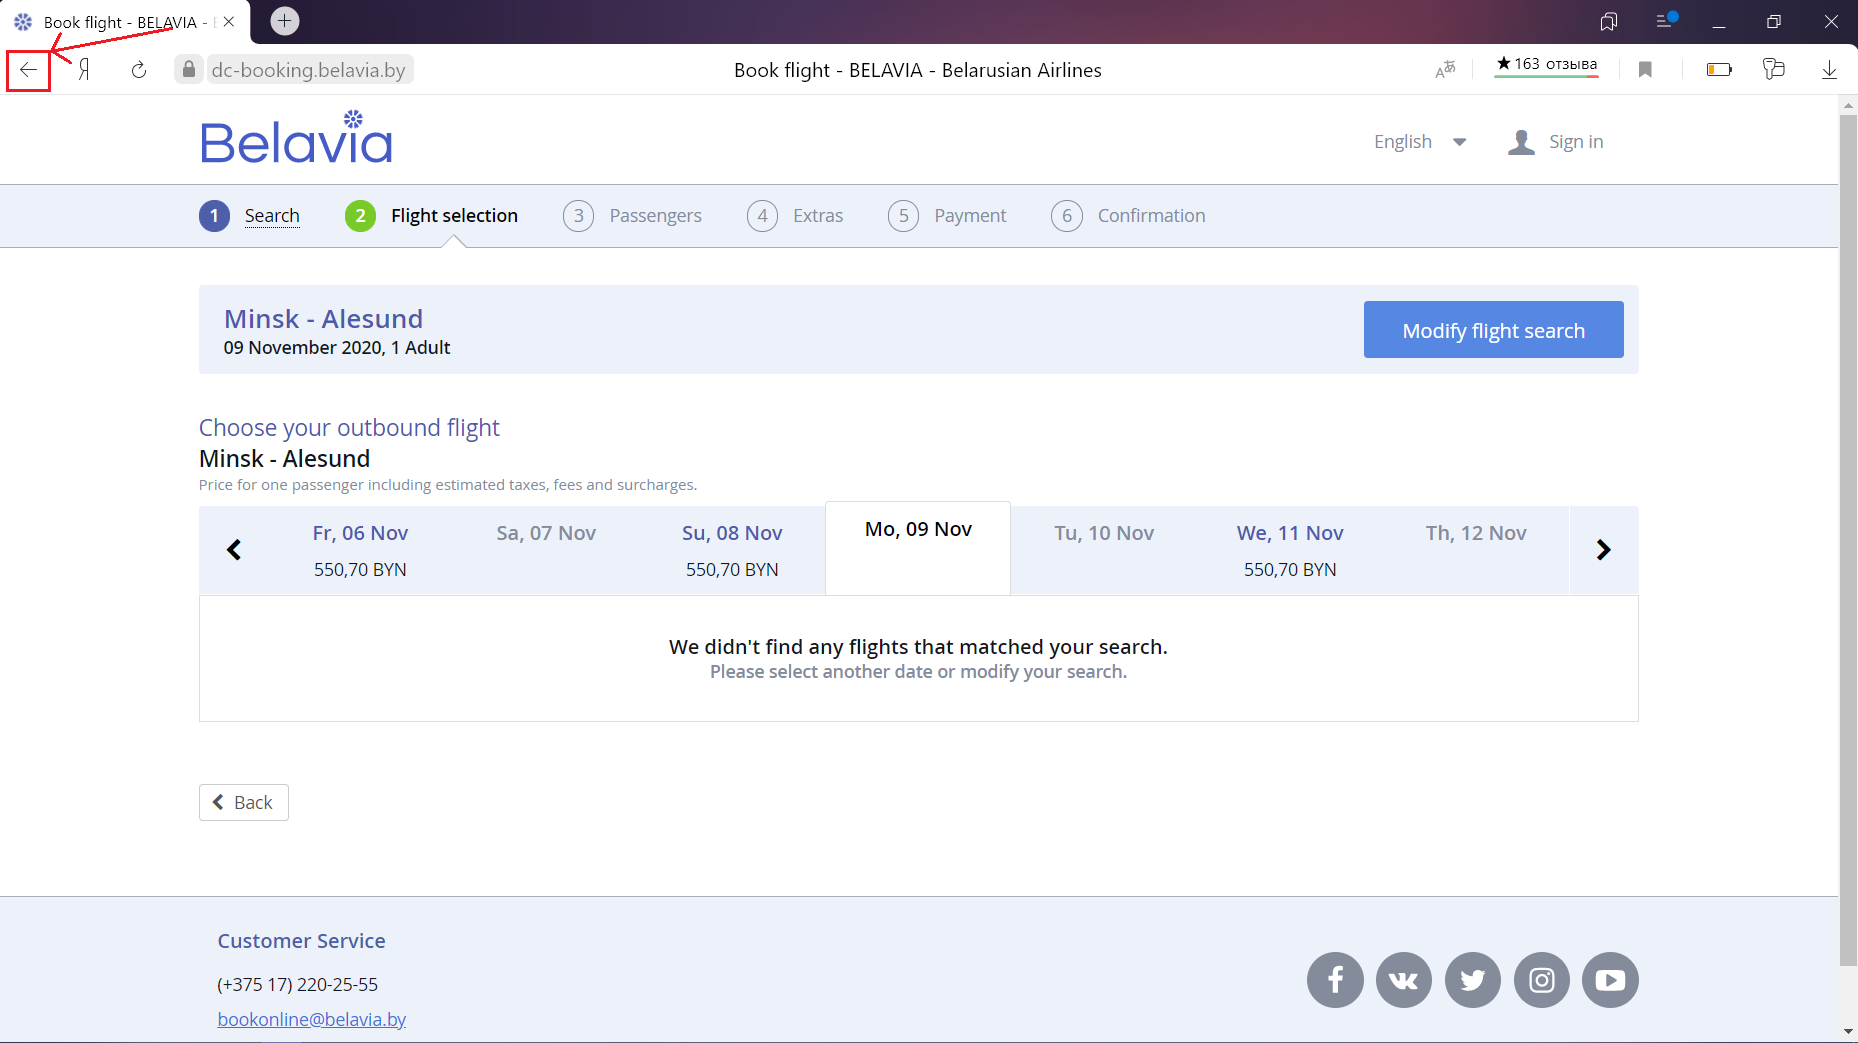 Book flight - BELAVIA -
Я
dc-booking.belavia.by
Book flight - BELAVIA - Belarusian Airlines
★ 163 отзыва
Belavia
English
Sign in
1 Search
2 Flight selection
3 Passengers
4 Extras
5 Payment
6 Confirmation
Minsk - Alesund
09 November 2020, 1 Adult
Modify flight search
Choose your outbound flight
Minsk - Alesund
Price for one passenger including estimated taxes, fees and surcharges.
Fr, 06 Nov
550,70 BYN
Sa, 07 Nov
Su, 08 Nov
550,70 BYN
Mo, 09 Nov
Tu, 10 Nov
We, 11 Nov
550,70 BYN
Th, 12 Nov
We didn't find any flights that matched your search.
Please select another date or modify your search.
Back
Customer Service
(+375 17) 220-25-55
bookonline@belavia.by